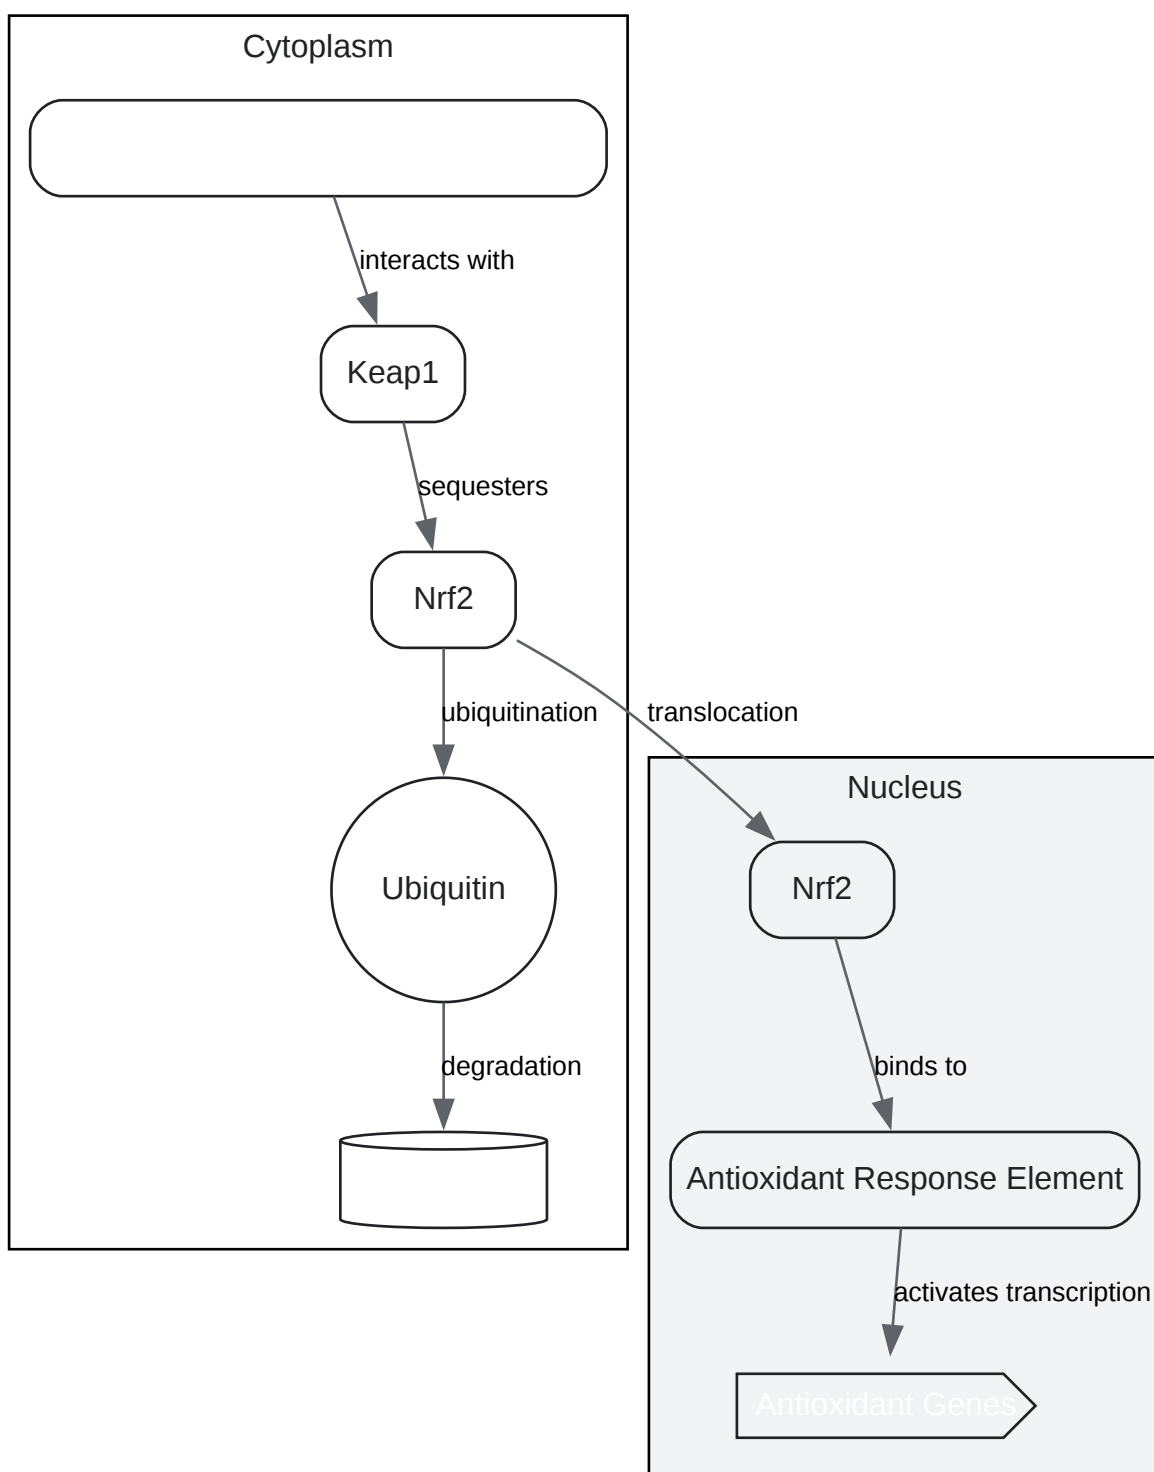 Cytoplasm
interacts with
Keap1
sequesters
Nrf2
ubiquitination
translocation
Nucleus
Ubiquitin
Nrf2
degradation
binds to
Antioxidant Response Element
activates transcription
Antioxidant Genes